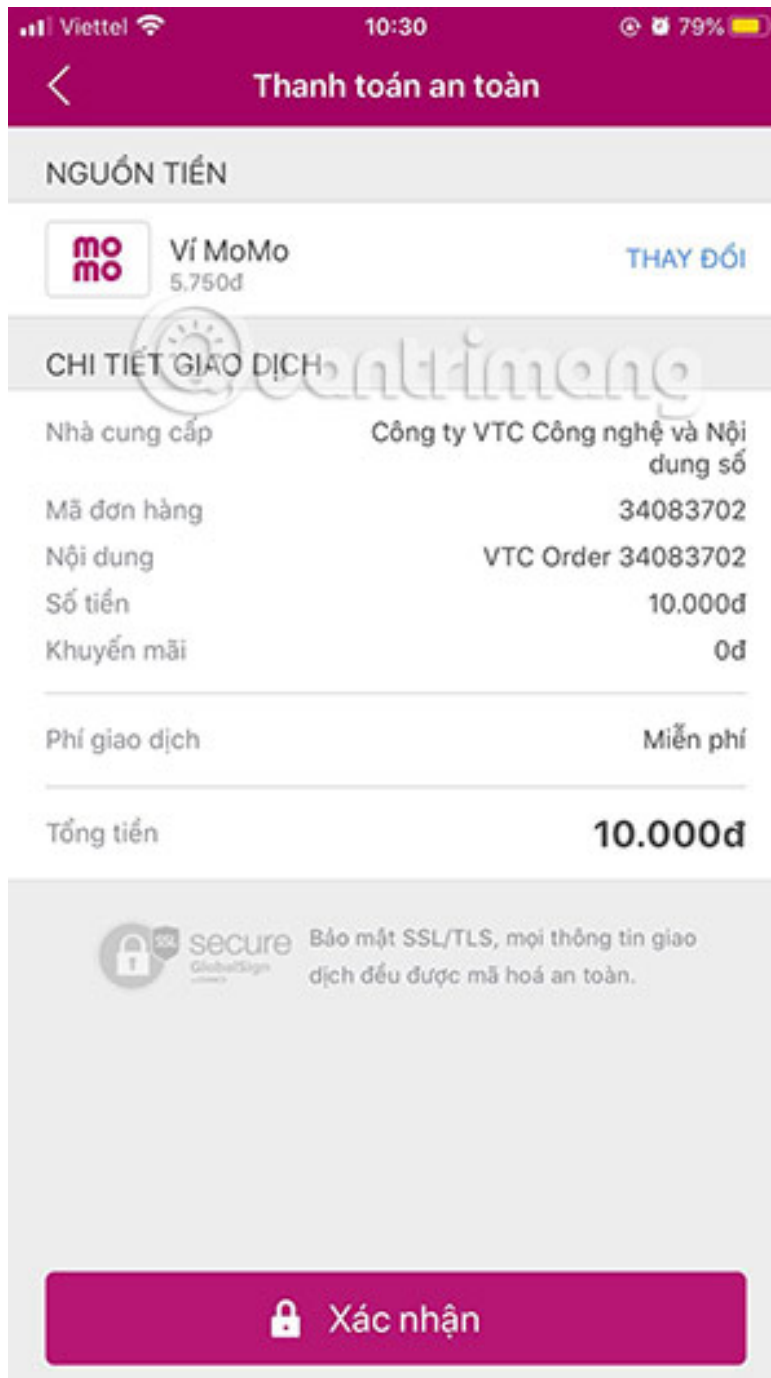 Viettel 10:30 79%
Thanh toán an toàn
NGUỒN TIỀN
mo
mo
Ví MoMo
5.750đ
THAY ĐỔI
CHI TIẾT GIAO DỊCH
uantrimang
Nhà cung cấp Công ty VTC Công nghệ và Nội
dung số
Mã đơn hàng 34083702
Nội dung VTC Order 34083702
Số tiền 10.000đ
Khuyến mãi 0đ
Phí giao dịch Miễn phí
Tổng tiền 10.000đ
SSL secure
GlobalSign
Bảo mật SSL/TLS, mọi thông tin giao
dịch đều được mã hoá an toàn.
Xác nhận